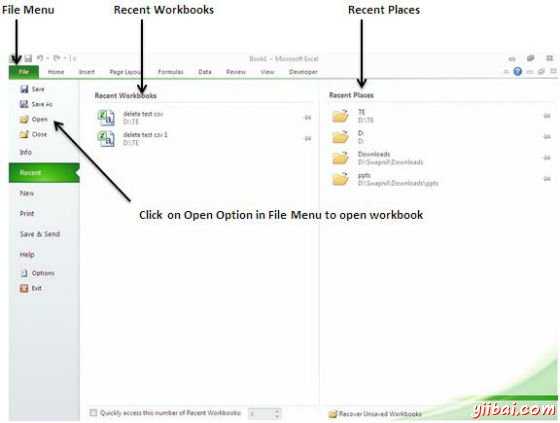 File Menu
Recent Workbooks
Recent Places
Book1 - Microsoft Excel
File Home Insert Page Layout Formulas Data Review View Developer
Save
Save As
Open
Close
Info
Recent
New
Print
Save & Send
Help
Options
Exit
Recent Workbooks
delete test csv
D:\TE
delete test csv 1
D:\TE
Recent Places
TE
D:\TE
D:
D:
Downloads
D:\Swapnil\Downloads
ppts
D:\Swapnil\Downloads\ppts
Click on Open Option in File Menu to open workbook
Quickly access this number of Recent Workbooks: 4
Recover Unsaved Workbooks
yiibai.com